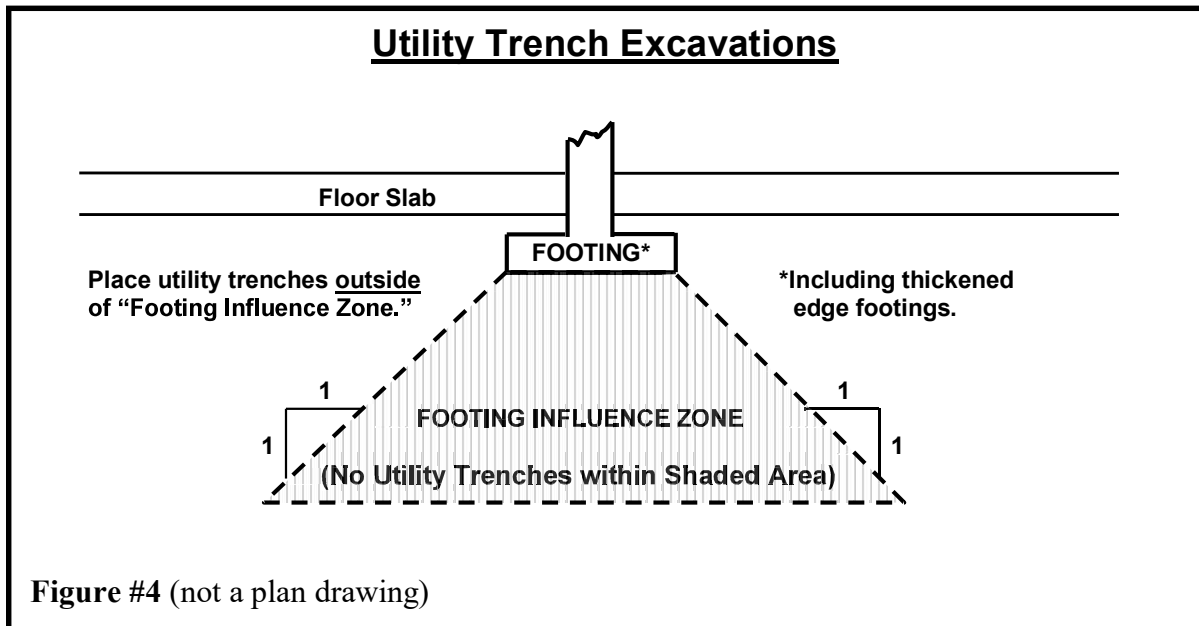 Utility Trench Excavations
Floor Slab
FOOTING*
Place utility trenches outside
of “Footing Influence Zone.”
*Including thickened
edge footings.
1
1
1
1
FOOTING INFLUENCE ZONE
(No Utility Trenches within Shaded Area)
Figure #4 (not a plan drawing)